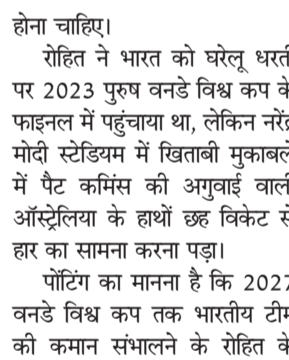 होना चाहिए।
रोहित ने भारत को घरेलू धरती
पर 2023 पुरुष वनडे विश्व कप के
फाइनल में पहुंचाया था, लेकिन नरेंद्र
मोदी स्टेडियम में खिताबी मुकाबले
में पैट कमिंस की अगुवाई वाली
ऑस्ट्रेलिया के हाथों छह विकेट से
हार का सामना करना पड़ा।
पोंटिंग का मानना है कि 2027
वनडे विश्व कप तक भारतीय टीम
की कमान संभालने के रोहित के